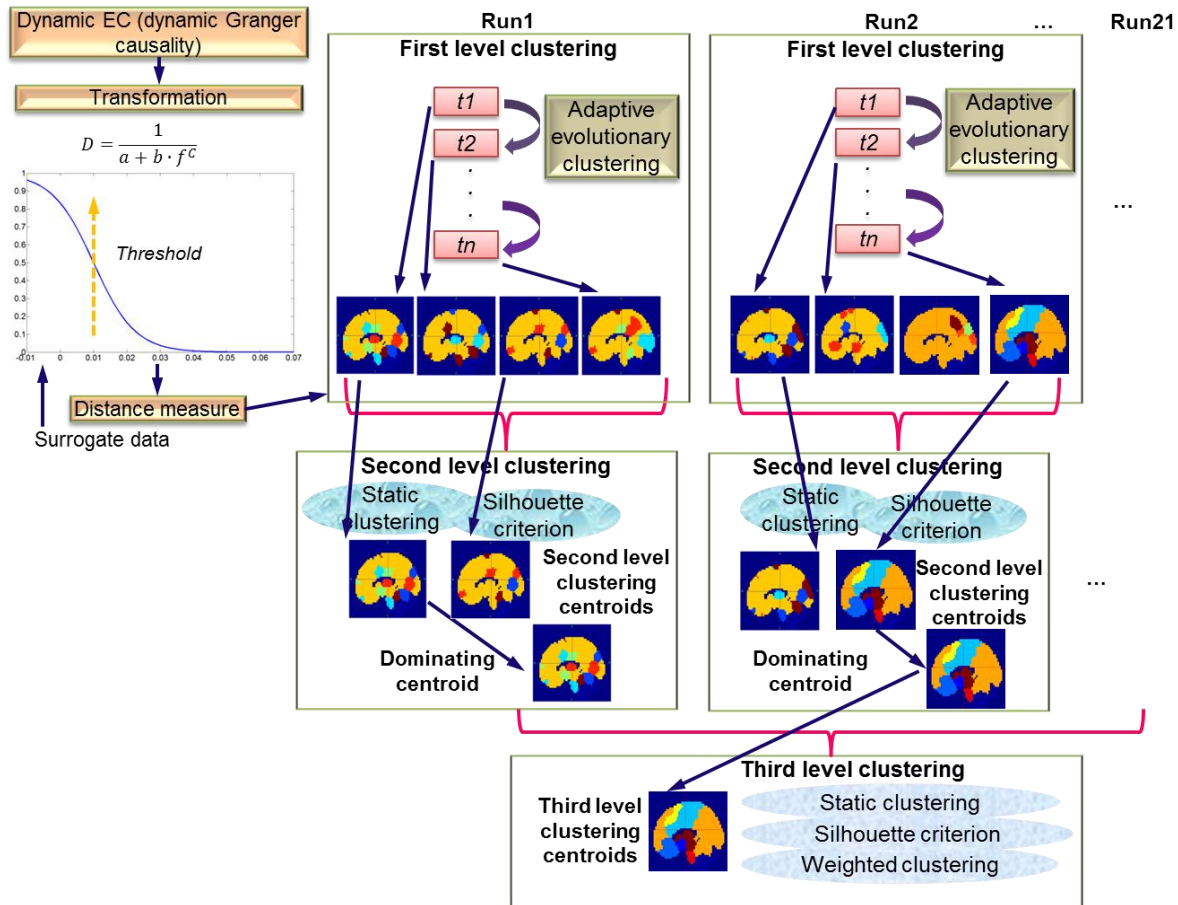 Dynamic EC (dynamic Granger
causality)
Transformation
D = 1 / (a + b · f^C)
1
0.9
0.8
0.7
0.6
0.5
0.4
0.3
0.2
0.1
0
-0.01
0
0.01
0.02
0.03
0.04
0.05
0.06
0.07
Threshold
Distance measure
Surrogate data
Run1
First level clustering
t1
t2
.
.
.
tn
Adaptive
evolutionary
clustering
Run2
...
Run21
First level clustering
t1
t2
.
.
.
tn
Adaptive
evolutionary
clustering
...
Second level clustering
Static
clustering
Silhouette
criterion
Second level
clustering
centroids
Dominating
centroid
Second level clustering
Static
clustering
Silhouette
criterion
Second level
clustering
centroids
Dominating
centroid
...
Third level clustering
Third level
clustering
centroids
Static clustering
Silhouette criterion
Weighted clustering